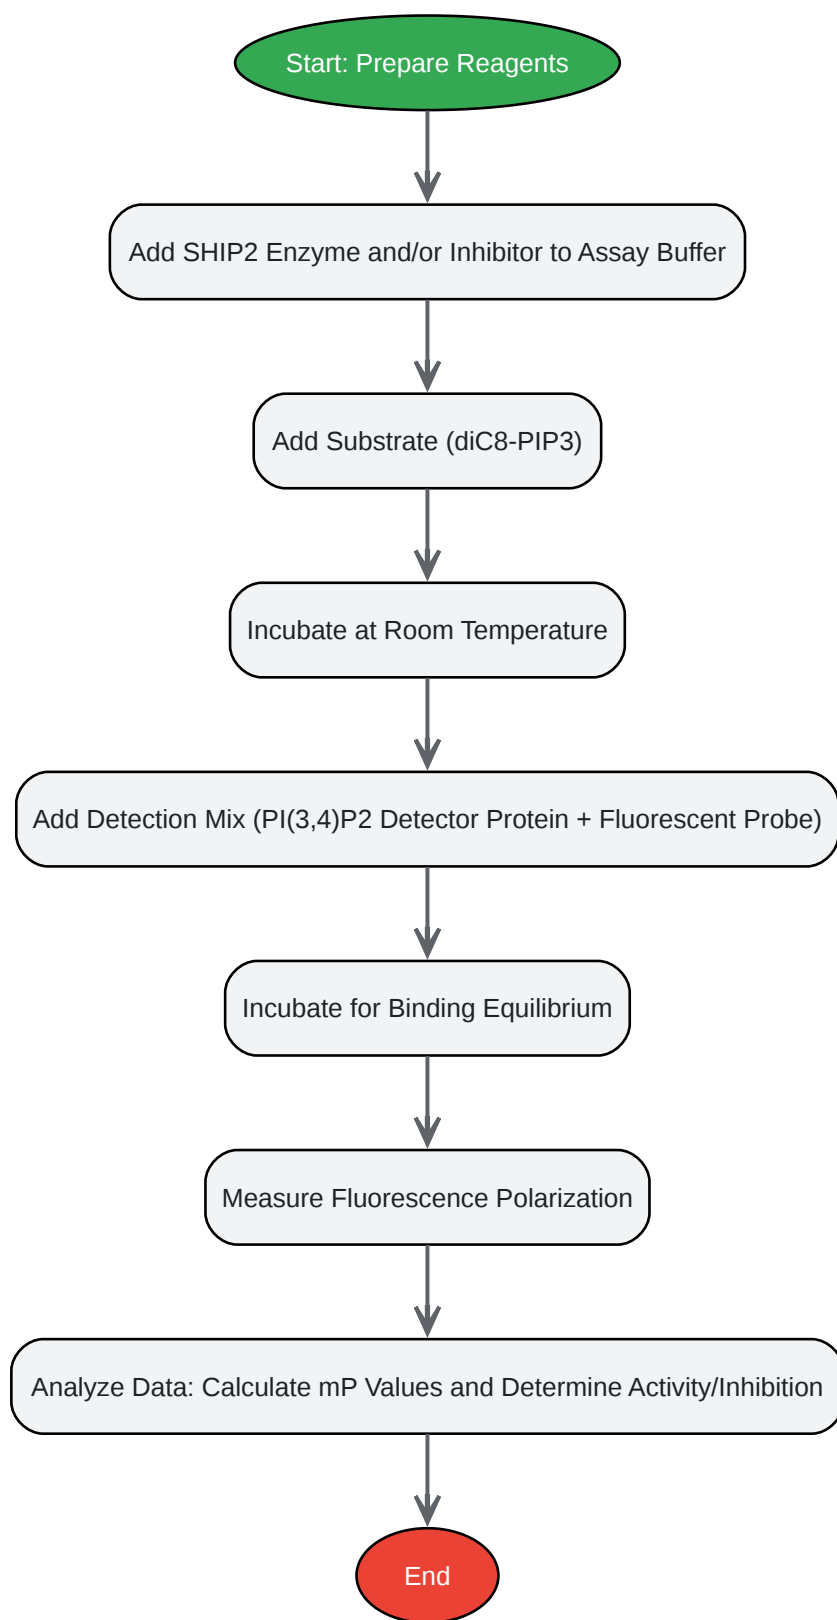 Start: Prepare Reagents
Add SHIP2 Enzyme and/or Inhibitor to Assay Buffer
Add Substrate (diC8-PIP3)
Incubate at Room Temperature
Add Detection Mix (PI(3,4)P2 Detector Protein + Fluorescent Probe)
Incubate for Binding Equilibrium
Measure Fluorescence Polarization
Analyze Data: Calculate mP Values and Determine Activity/Inhibition
End